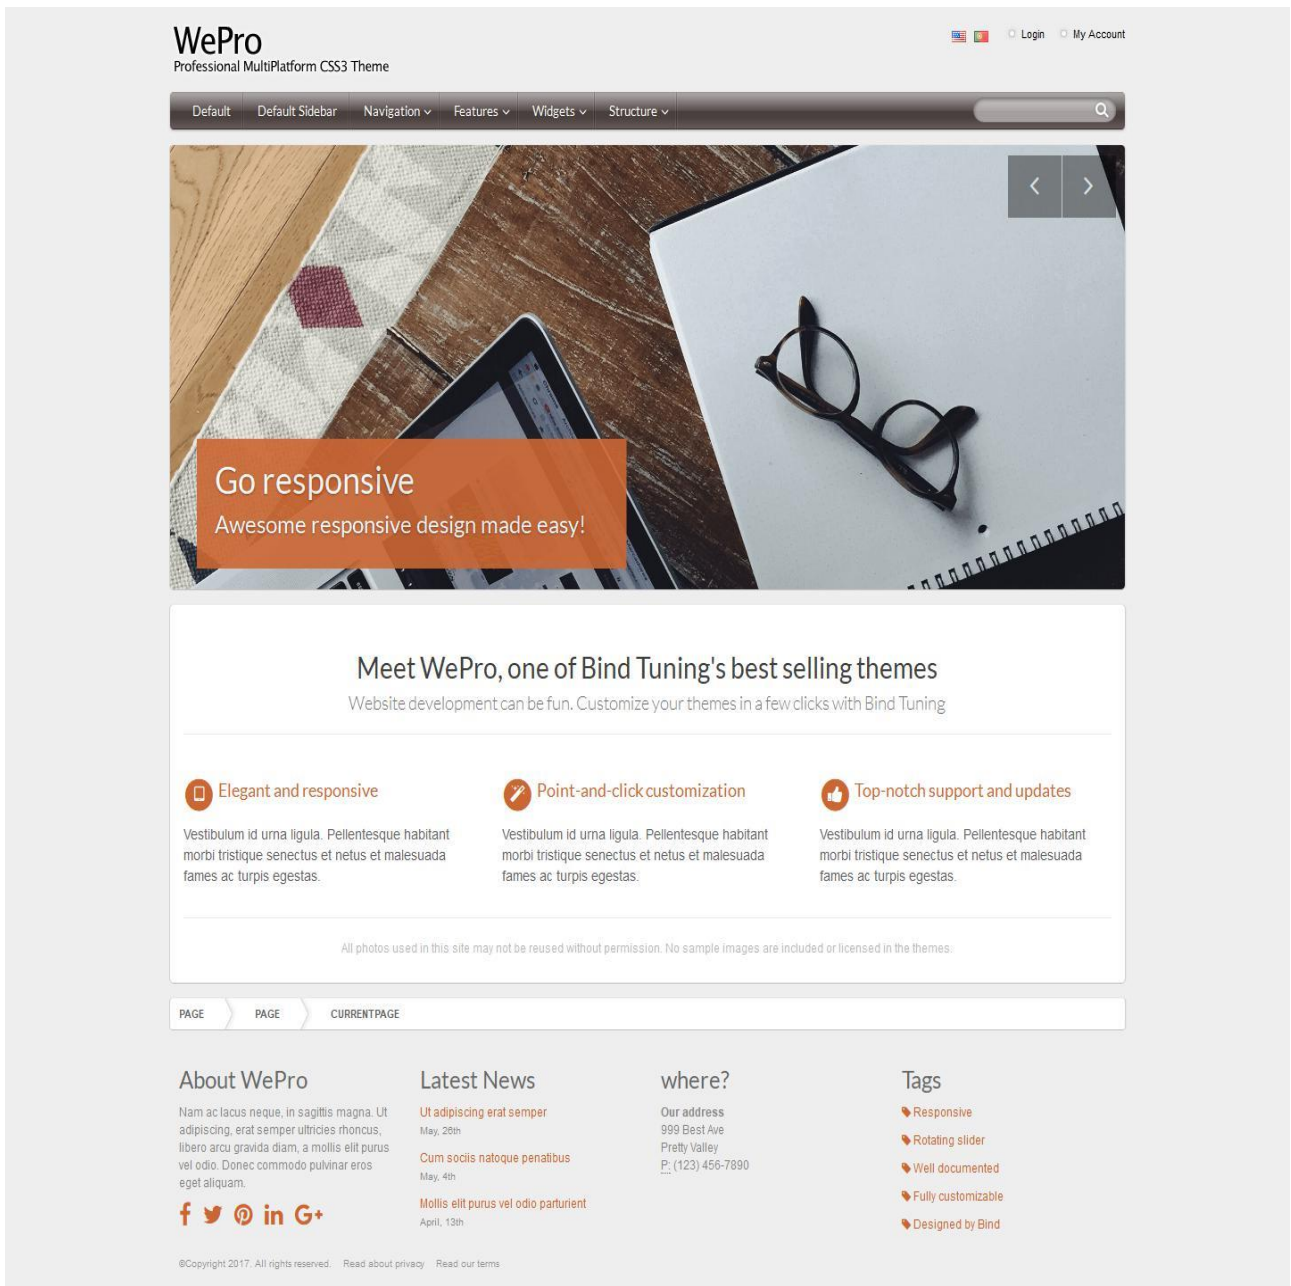 WePro
Professional MultiPlatform CSS3 Theme
Login My Account
Default Default Sidebar Navigation Features Widgets Structure
Go responsive
Awesome responsive design made easy!
Meet WePro, one of Bind Tuning's best selling themes
Website development can be fun. Customize your themes in a few clicks with Bind Tuning
Elegant and responsive
Vestibulum id urna ligula. Pellentesque habitant
morbi tristique senectus et netus et malesuada
fames ac turpis egestas.
Point-and-click customization
Vestibulum id urna ligula. Pellentesque habitant
morbi tristique senectus et netus et malesuada
fames ac turpis egestas.
Top-notch support and updates
Vestibulum id urna ligula. Pellentesque habitant
morbi tristique senectus et netus et malesuada
fames ac turpis egestas.
All photos used in this site may not be reused without permission. No sample images are included or licensed in the themes.
PAGE PAGE CURRENTPAGE
About WePro
Nam ac lacus neque, in sagittis magna. Ut
adipiscing, erat semper ultricies rhoncus,
libero arcu gravida diam, a mollis elit purus
vel odio. Donec commodo pulvinar eros
eget aliquam.
Latest News
Ut adipiscing erat semper
May, 26th
Cum sociis natoque penatibus
May, 4th
Mollis elit purus vel odio parturient
April, 13th
where?
Our address
999 Best Ave
Pretty Valley
P: (123) 456-7890
Tags
Responsive
Rotating slider
Well documented
Fully customizable
Designed by Bind
©Copyright 2017. All rights reserved. Read about privacy Read our terms